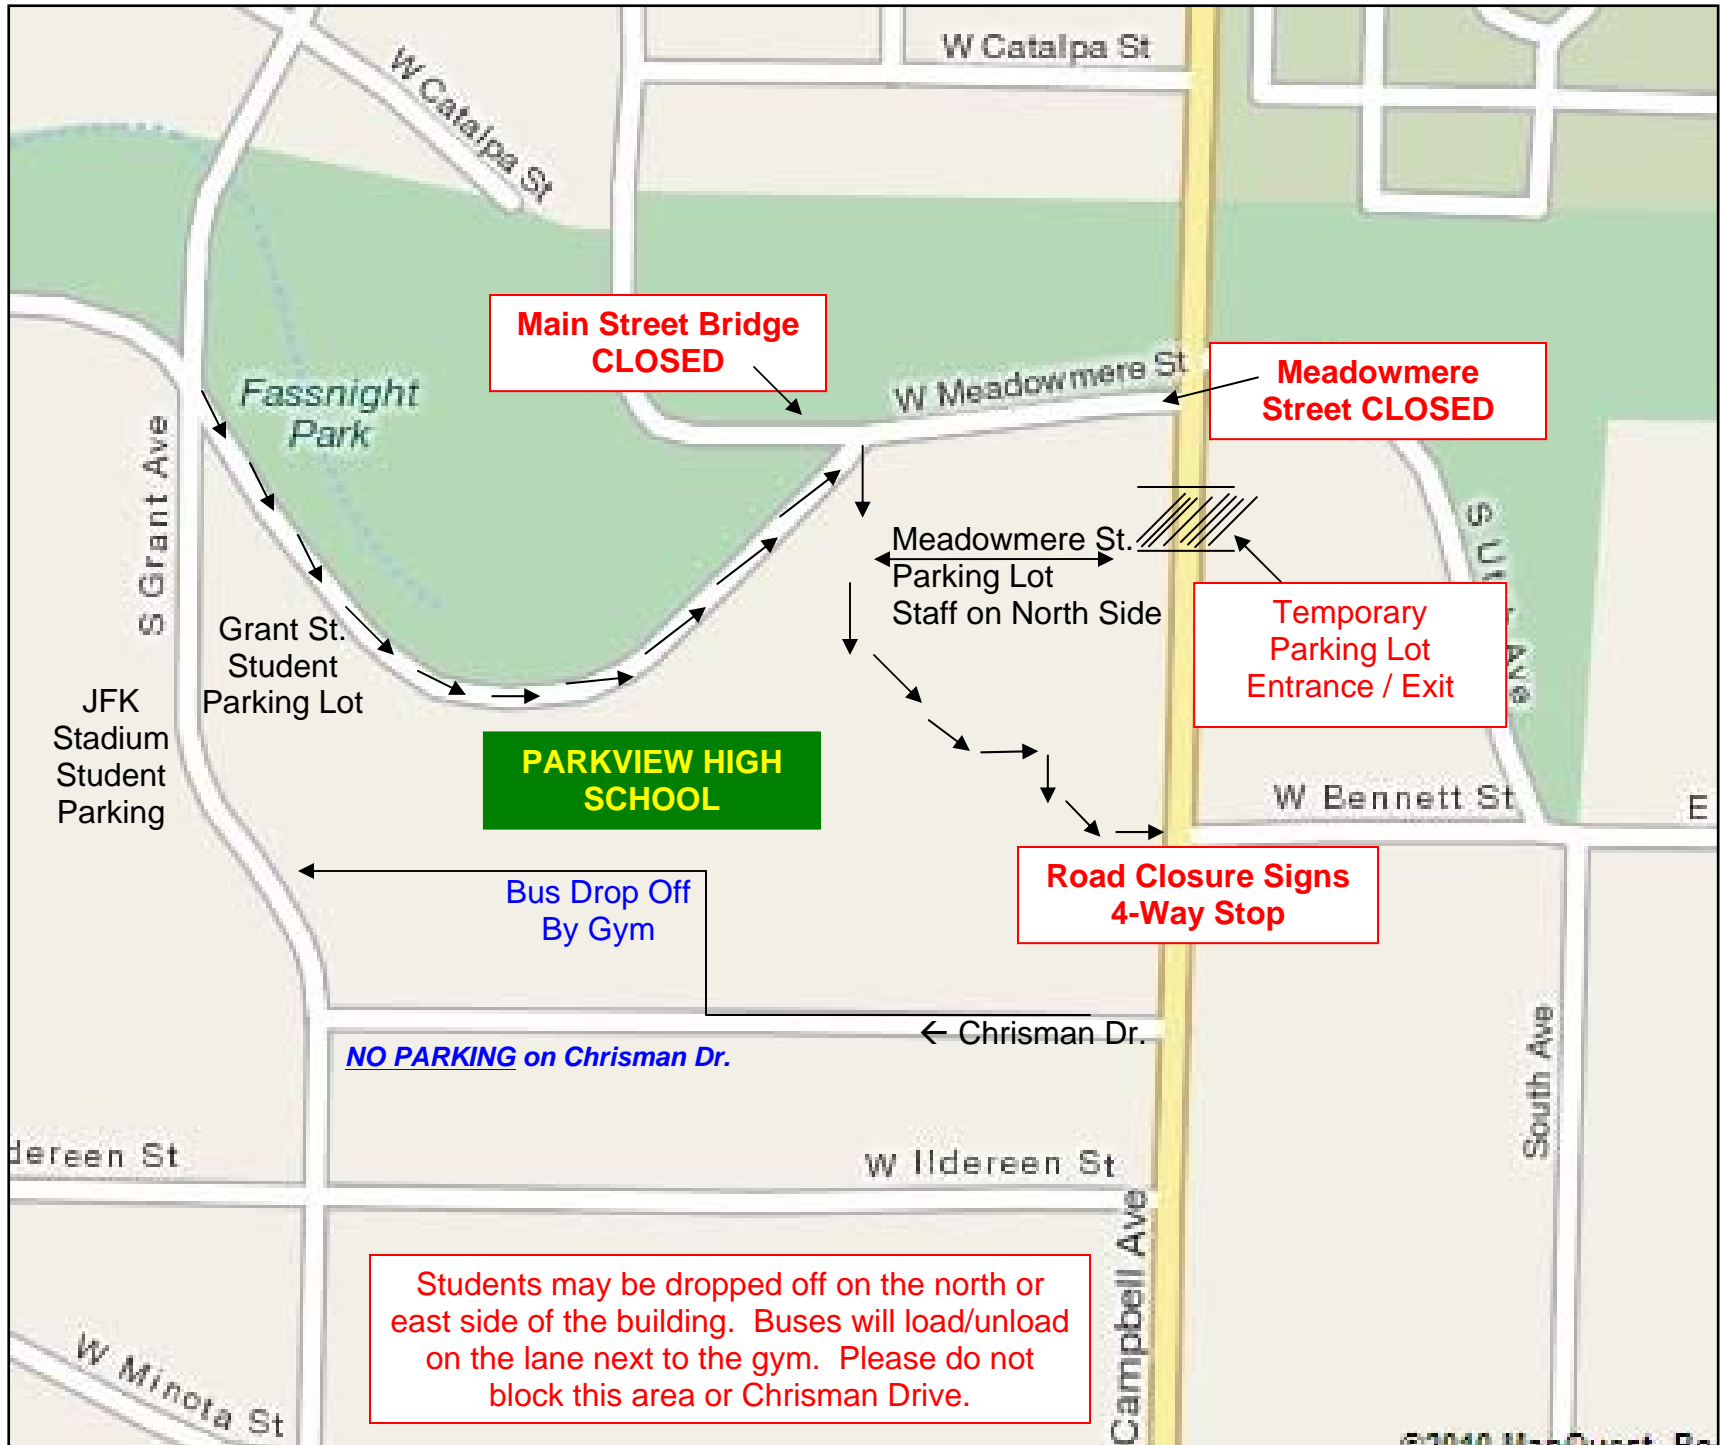 W Catalpa St
W Catalpa St
Main Street Bridge
CLOSED
W Meadowmere St
Meadowmere
Street CLOSED
Fassnight
Park
S Grant Ave
Meadowmere St.
Parking Lot
Staff on North Side
Temporary
Parking Lot
Entrance / Exit
S
Ave
Grant St.
Student
Parking Lot
JFK
Stadium
Student
Parking
PARKVIEW HIGH
SCHOOL
W Bennett St
E
Road Closure Signs
4-Way Stop
Bus Drop Off
By Gym
← Chrisman Dr.
NO PARKING on Chrisman Dr.
South Ave
dereen St
W Ildereen St
Campbell Ave
Students may be dropped off on the north or
east side of the building. Buses will load/unload
on the lane next to the gym. Please do not
block this area or Chrisman Drive.
W Minota St
©2010 MapQuest